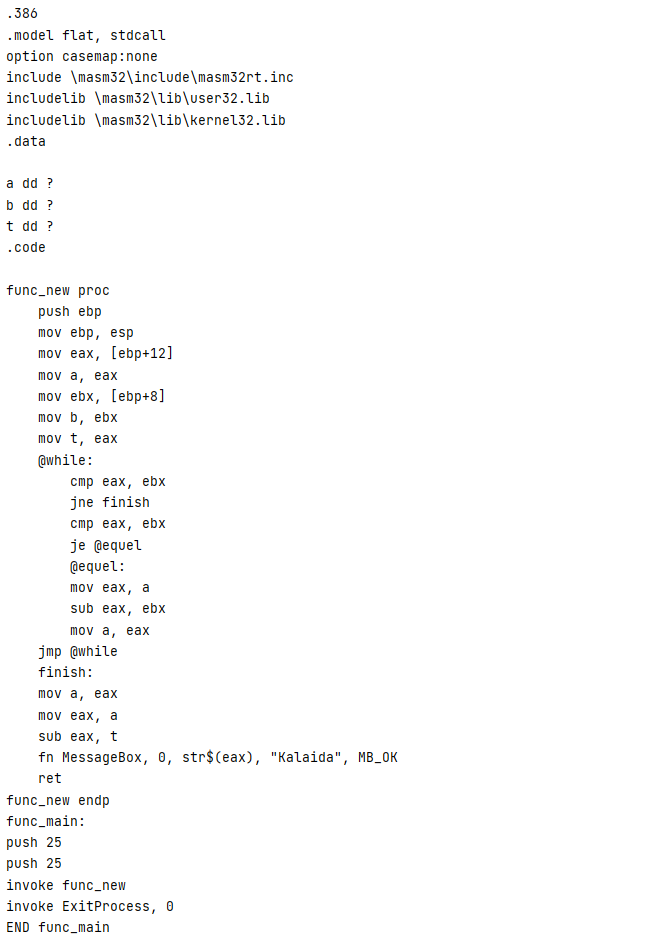 .386
.model flat, stdcall
option casemap:none
include \masm32\include\masm32rt.inc
includelib \masm32\lib\user32.lib
includelib \masm32\lib\kernel32.lib
.data

a dd ?
b dd ?
t dd ?
.code

func_new proc
    push ebp
    mov ebp, esp
    mov eax, [ebp+12]
    mov a, eax
    mov ebx, [ebp+8]
    mov b, ebx
    mov t, eax
    @while:
        cmp eax, ebx
        jne finish
        cmp eax, ebx
        je @equel
        @equel:
        mov eax, a
        sub eax, ebx
        mov a, eax
    jmp @while
    finish:
    mov a, eax
    mov eax, a
    sub eax, t
    fn MessageBox, 0, str$(eax), "Kalaida", MB_OK
    ret
func_new endp
func_main:
push 25
push 25
invoke func_new
invoke ExitProcess, 0
END func_main